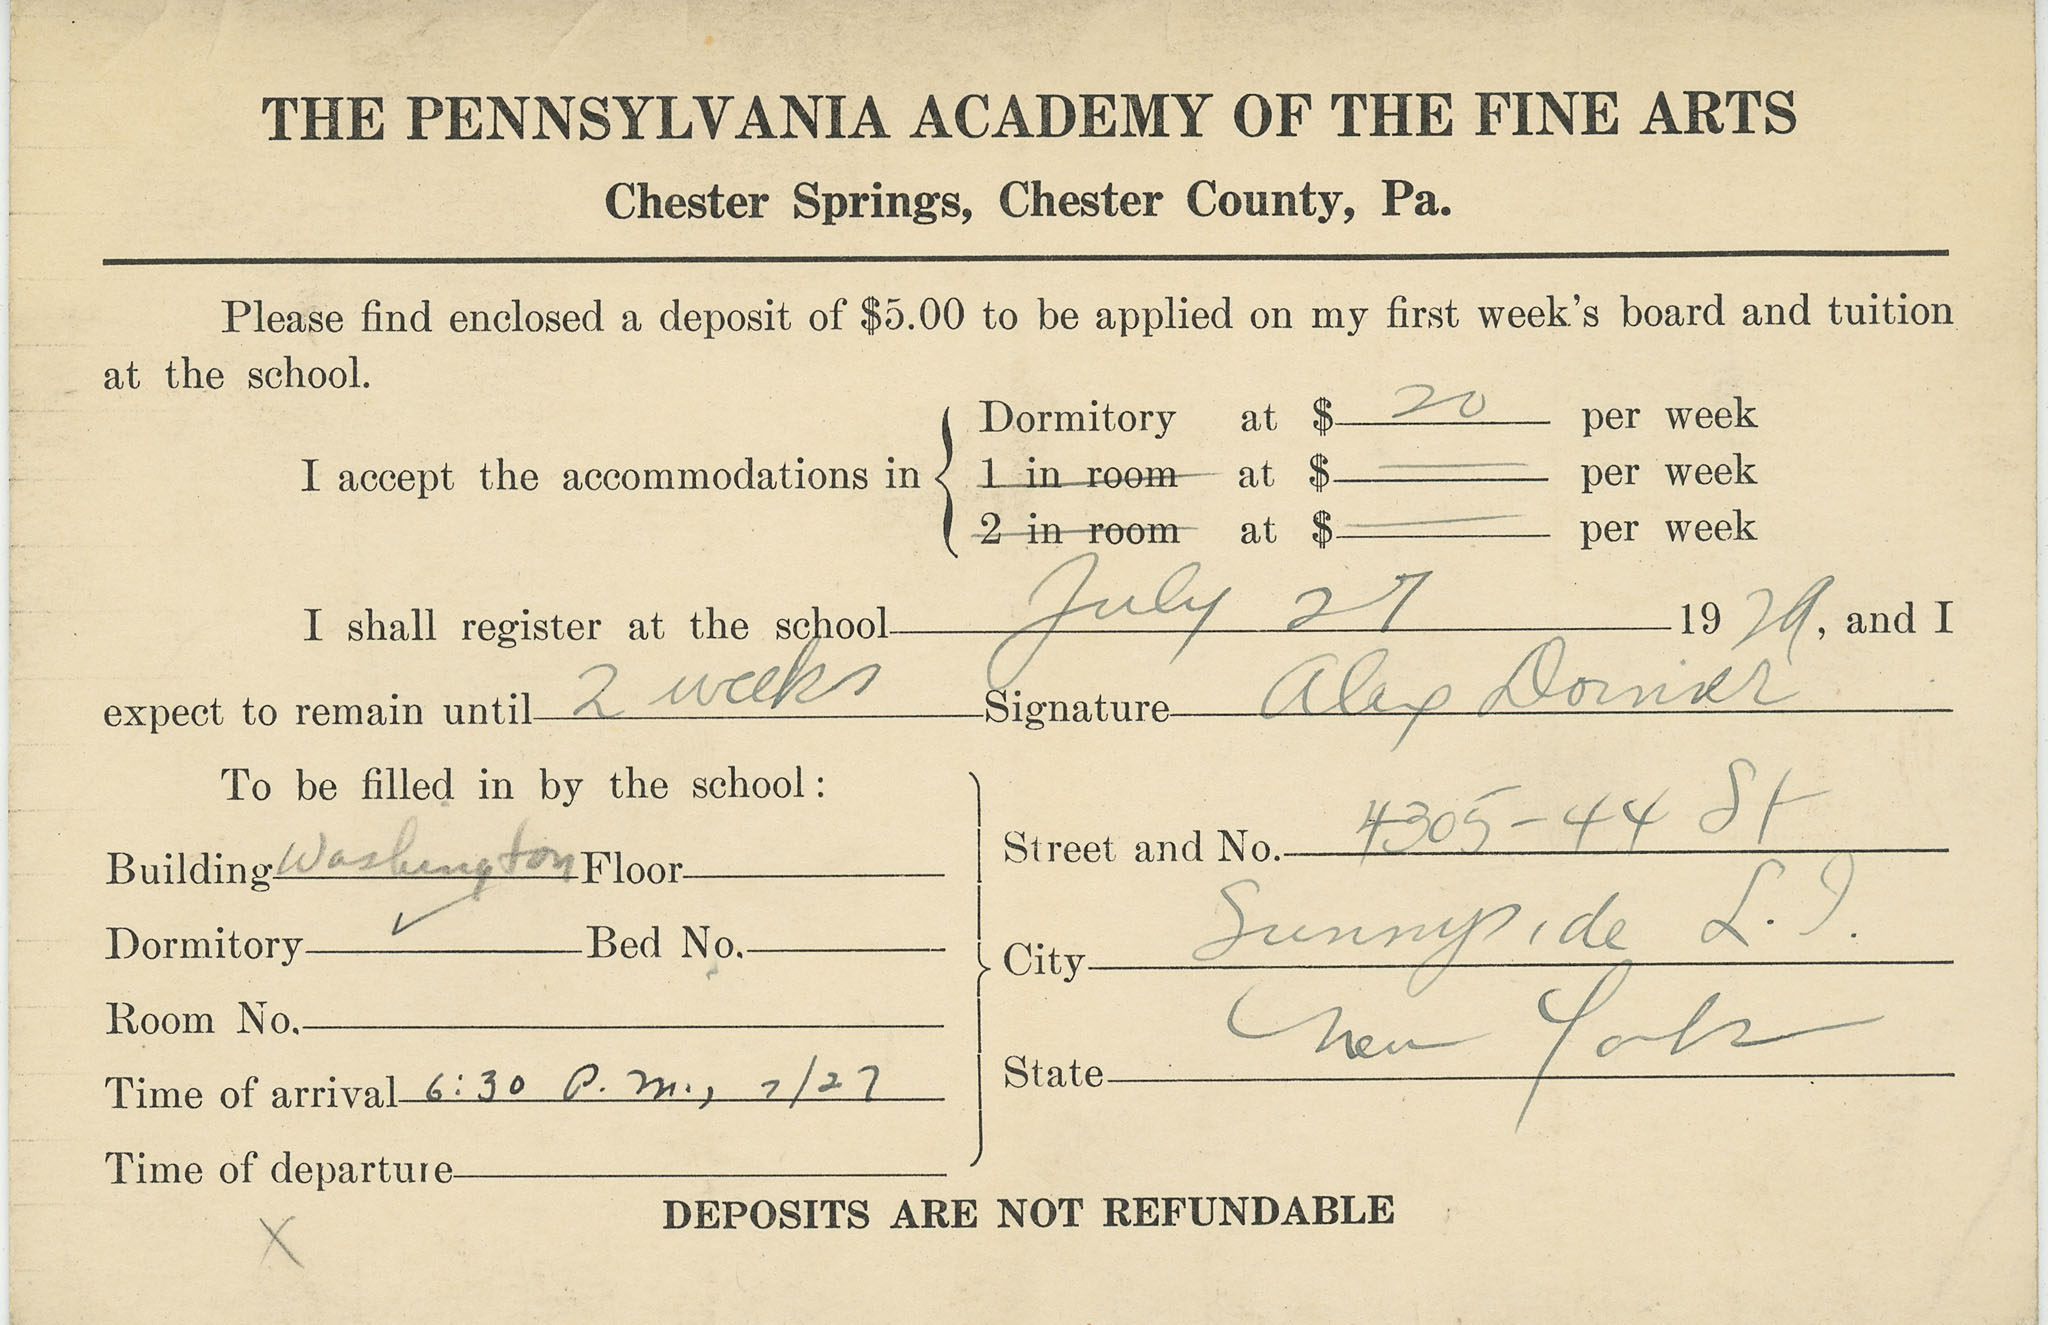 THE PENNSYLVANIA ACADEMY OF THE FINE ARTS
Chester Springs, Chester County, Pa.
Please find enclosed a deposit of $5.00 to be applied on my first week's board and tuition
at the school.
Dormitory at $ 20 per week
I accept the accommodations in 1 in room at $ per week
2 in room at $ per week
I shall register at the school July 27 1929, and I
expect to remain until 2 weeks Signature Alex
To be filled in by the school:
Street and No. 4305-44 St
Building Washington Floor
Dormitory ✓ Bed No.
City Sunnyside L.I.
Room No.
State New York
Time of arrival 6:30 P.M., 7/27
Time of departure
DEPOSITS ARE NOT REFUNDABLE
X